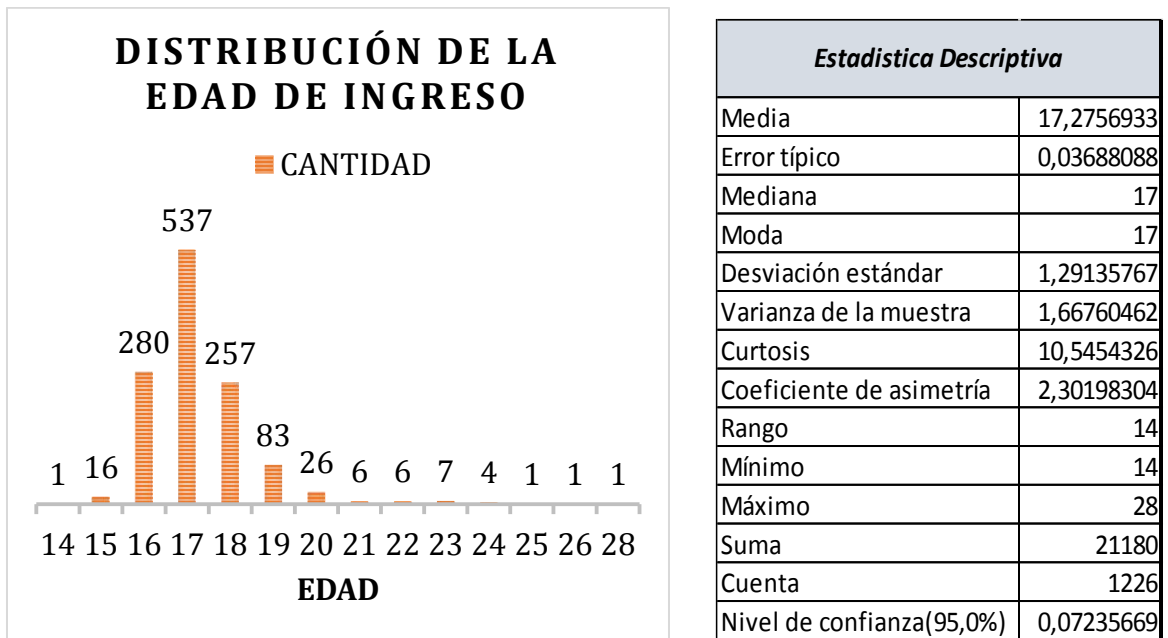 DISTRIBUCIÓN DE LA
EDAD DE INGRESO
CANTIDAD
1 16 280 537 257 83 26 6 6 7 4 1 1 1
14 15 16 17 18 19 20 21 22 23 24 25 26 28
EDAD
Estadistica Descriptiva
Media 17,2756933
Error típico 0,03688088
Mediana 17
Moda 17
Desviación estándar 1,29135767
Varianza de la muestra 1,66760462
Curtosis 10,5454326
Coeficiente de asimetría 2,30198304
Rango 14
Mínimo 14
Máximo 28
Suma 21180
Cuenta 1226
Nivel de confianza(95,0%) 0,07235669